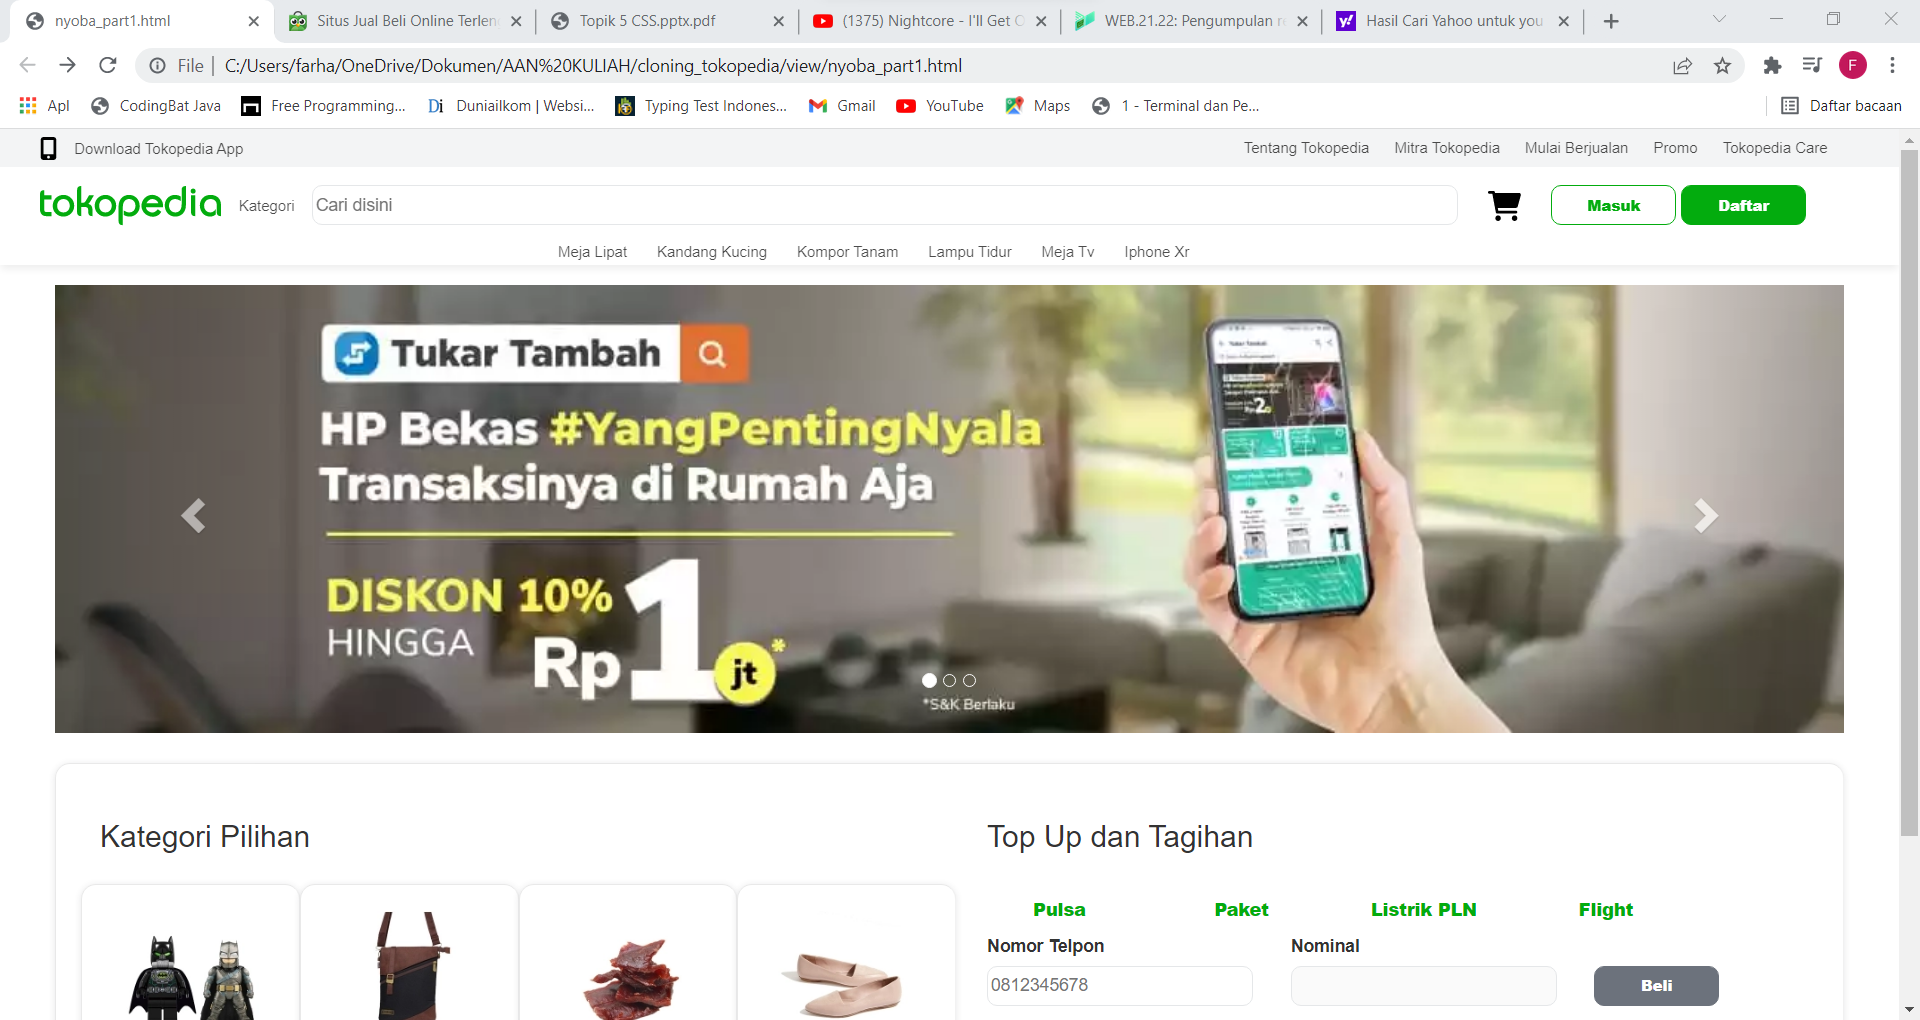 nyoba_part1.html
Situs Jual Beli Online Terlen
Topik 5 CSS.pptx.pdf
(1375) Nightcore - I'll Get O
WEB.21.22: Pengumpulan re
Hasil Cari Yahoo untuk you
File | C:/Users/farha/OneDrive/Dokumen/AAN%20KULIAH/cloning_tokopedia/view/nyoba_part1.html
F
Apl
CodingBat Java
Free Programming...
Di Duniailkom | Websi...
Typing Test Indones...
Gmail
YouTube
Maps
1 - Terminal dan Pe...
Daftar bacaan
Download Tokopedia App
Tentang Tokopedia
Mitra Tokopedia
Mulai Berjualan
Promo
Tokopedia Care
tokopedia
Kategori
Cari disini
Masuk
Daftar
Meja Lipat
Kandang Kucing
Kompor Tanam
Lampu Tidur
Meja Tv
Iphone Xr
Tukar Tambah
HP Bekas #YangPentingNyala
Transaksinya di Rumah Aja
DISKON 10%
HINGGA
Rp1jt*
*S&K Berlaku
Kategori Pilihan
Top Up dan Tagihan
Pulsa
Paket
Listrik PLN
Flight
Nomor Telpon
Nominal
0812345678
Beli